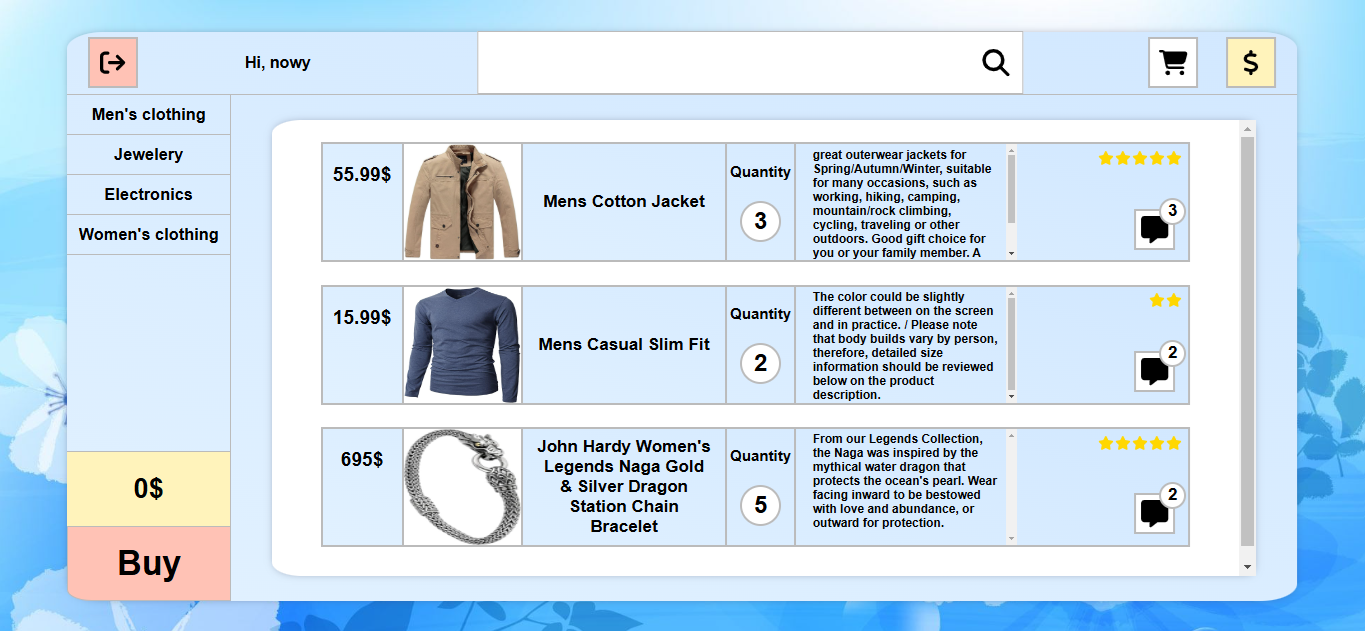 Hi, nowy
$
Men's clothing
Jewelery
Electronics
Women's clothing
0$
Buy
55.99$
Mens Cotton Jacket
Quantity
3
great outerwear jackets for
Spring/Autumn/Winter, suitable
for many occasions, such as
working, hiking, camping,
mountain/rock climbing,
cycling, traveling or other
outdoors. Good gift choice for
you or your family member. A
3
15.99$
Mens Casual Slim Fit
Quantity
2
The color could be slightly
different between on the screen
and in practice. / Please note
that body builds vary by person,
therefore, detailed size
information should be reviewed
below on the product
description.
2
695$
John Hardy Women's
Legends Naga Gold
& Silver Dragon
Station Chain
Bracelet
Quantity
5
From our Legends Collection,
the Naga was inspired by the
mythical water dragon that
protects the ocean's pearl. Wear
facing inward to be bestowed
with love and abundance, or
outward for protection.
2